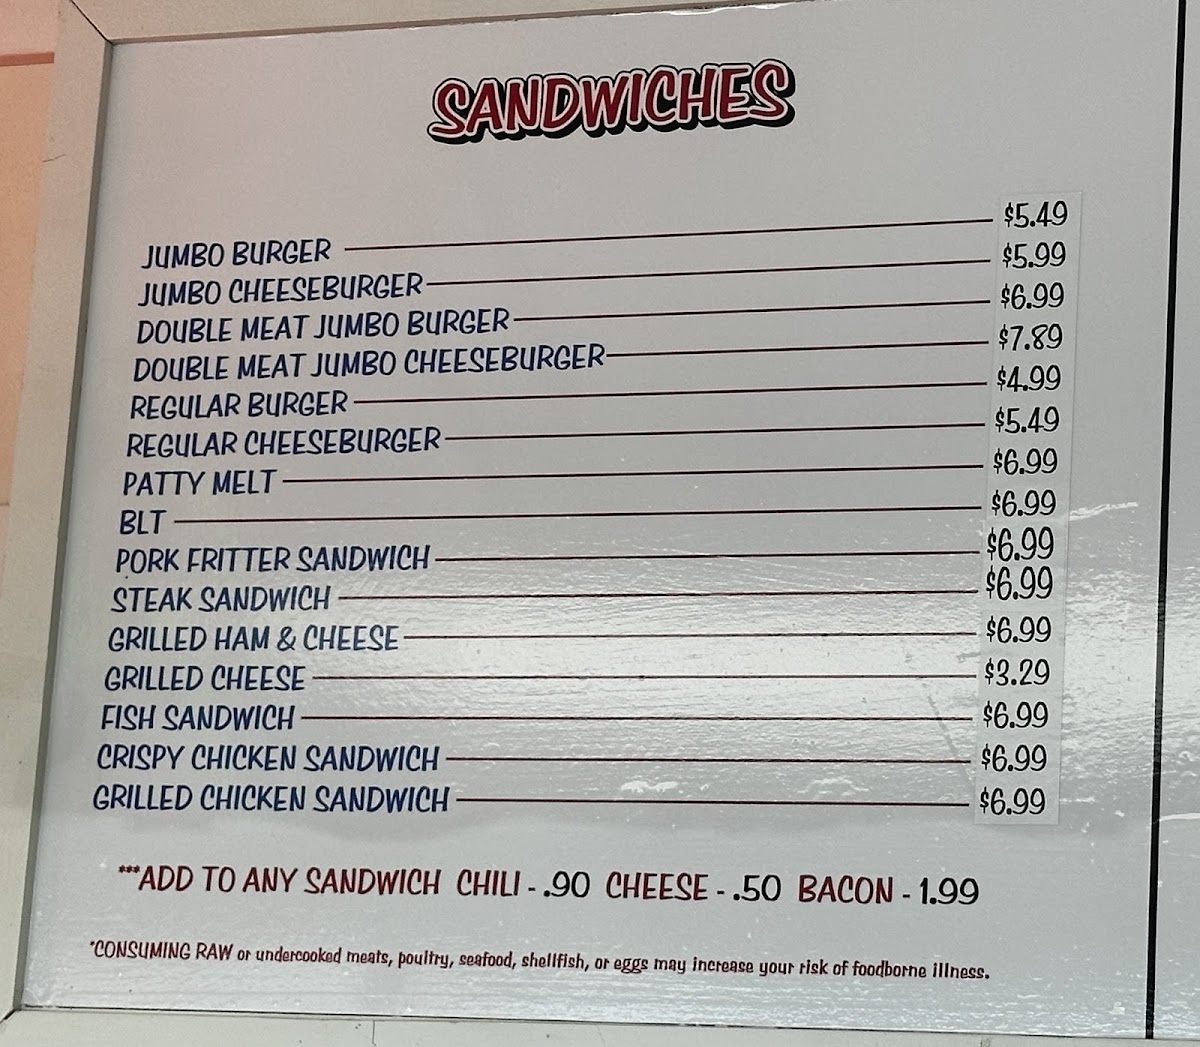 SANDWICHES
JUMBO BURGER $5.49
JUMBO CHEESEBURGER $5.99
DOUBLE MEAT JUMBO BURGER $6.99
DOUBLE MEAT JUMBO CHEESEBURGER $7.89
REGULAR BURGER $4.99
REGULAR CHEESEBURGER $5.49
PATTY MELT $6.99
BLT $6.99
PORK FRITTER SANDWICH $6.99
STEAK SANDWICH $6.99
GRILLED HAM & CHEESE $6.99
GRILLED CHEESE $3.29
FISH SANDWICH $6.99
CRISPY CHICKEN SANDWICH $6.99
GRILLED CHICKEN SANDWICH $6.99
***ADD TO ANY SANDWICH CHILI - .90 CHEESE - .50 BACON - 1.99
*CONSUMING RAW or undercooked meats, poultry, seafood, shellfish, or eggs may increase your risk of foodborne illness.